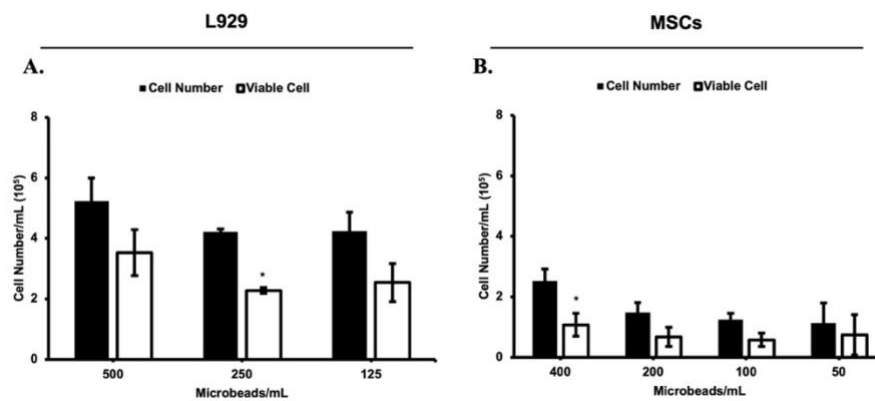 L929
MSCs
A.
B.
Cell Number Viable Cell
Cell Number Viable Cell
8
6
4
2
0
Cell Number/mL (10⁵)
*
500 250 125
Microbeads/mL
8
6
4
2
0
Cell Number/mL (10⁵)
*
400 200 100 50
Microbeads/mL